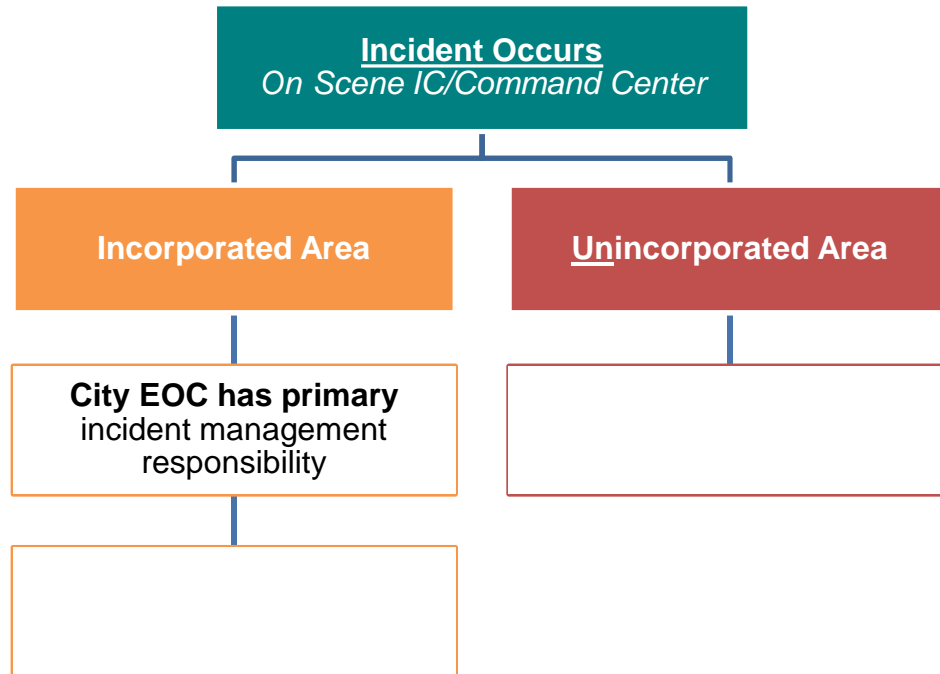 Incident Occurs
On Scene IC/Command Center
Incorporated Area
Unincorporated Area
City EOC has primary
incident management
responsibility